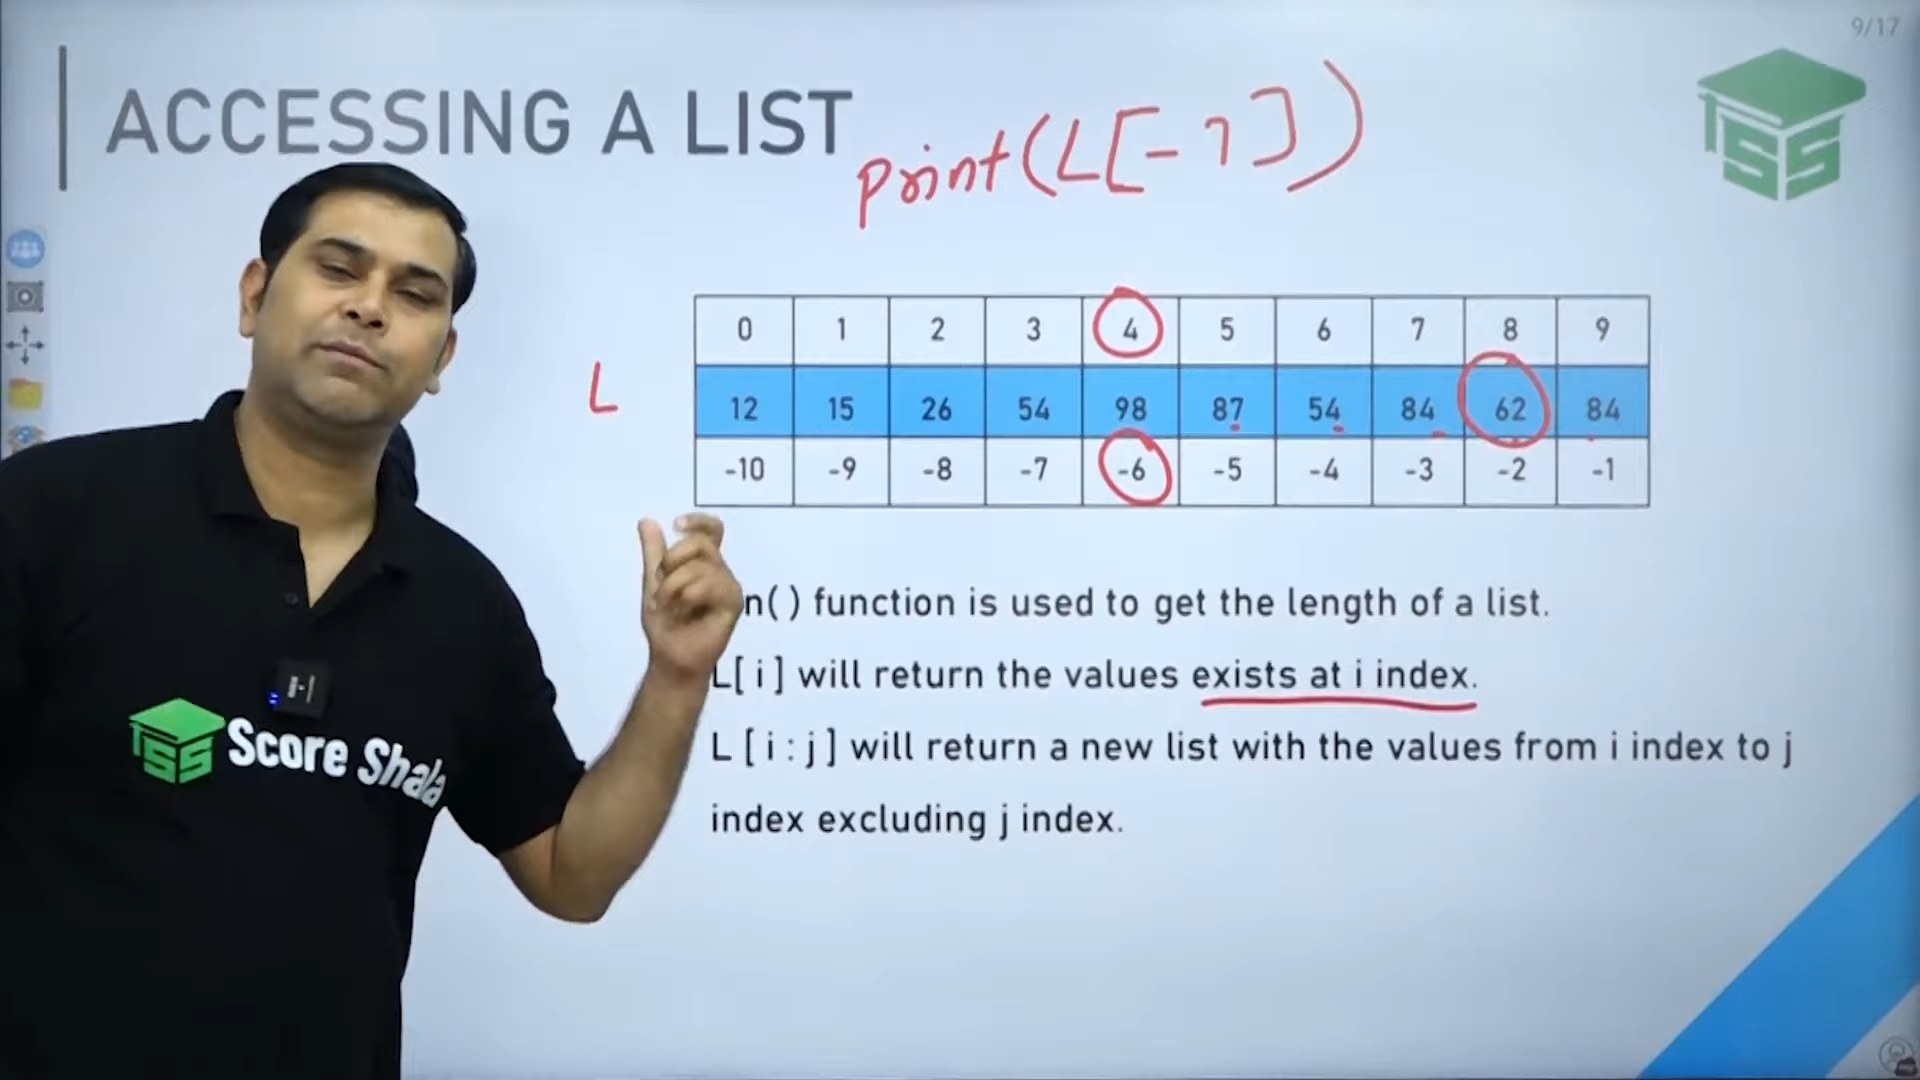 9/17
ACCESSING A LIST
print(L[-7])
SS
0 1 2 3 4 5 6 7 8 9
L
12 15 26 54 98 87 54 84 62 84
-10 -9 -8 -7 -6 -5 -4 -3 -2 -1
n( ) function is used to get the length of a list.
L[ i ] will return the values exists at i index.
L [ i : j ] will return a new list with the values from i index to j
index excluding j index.
SS Score Shala